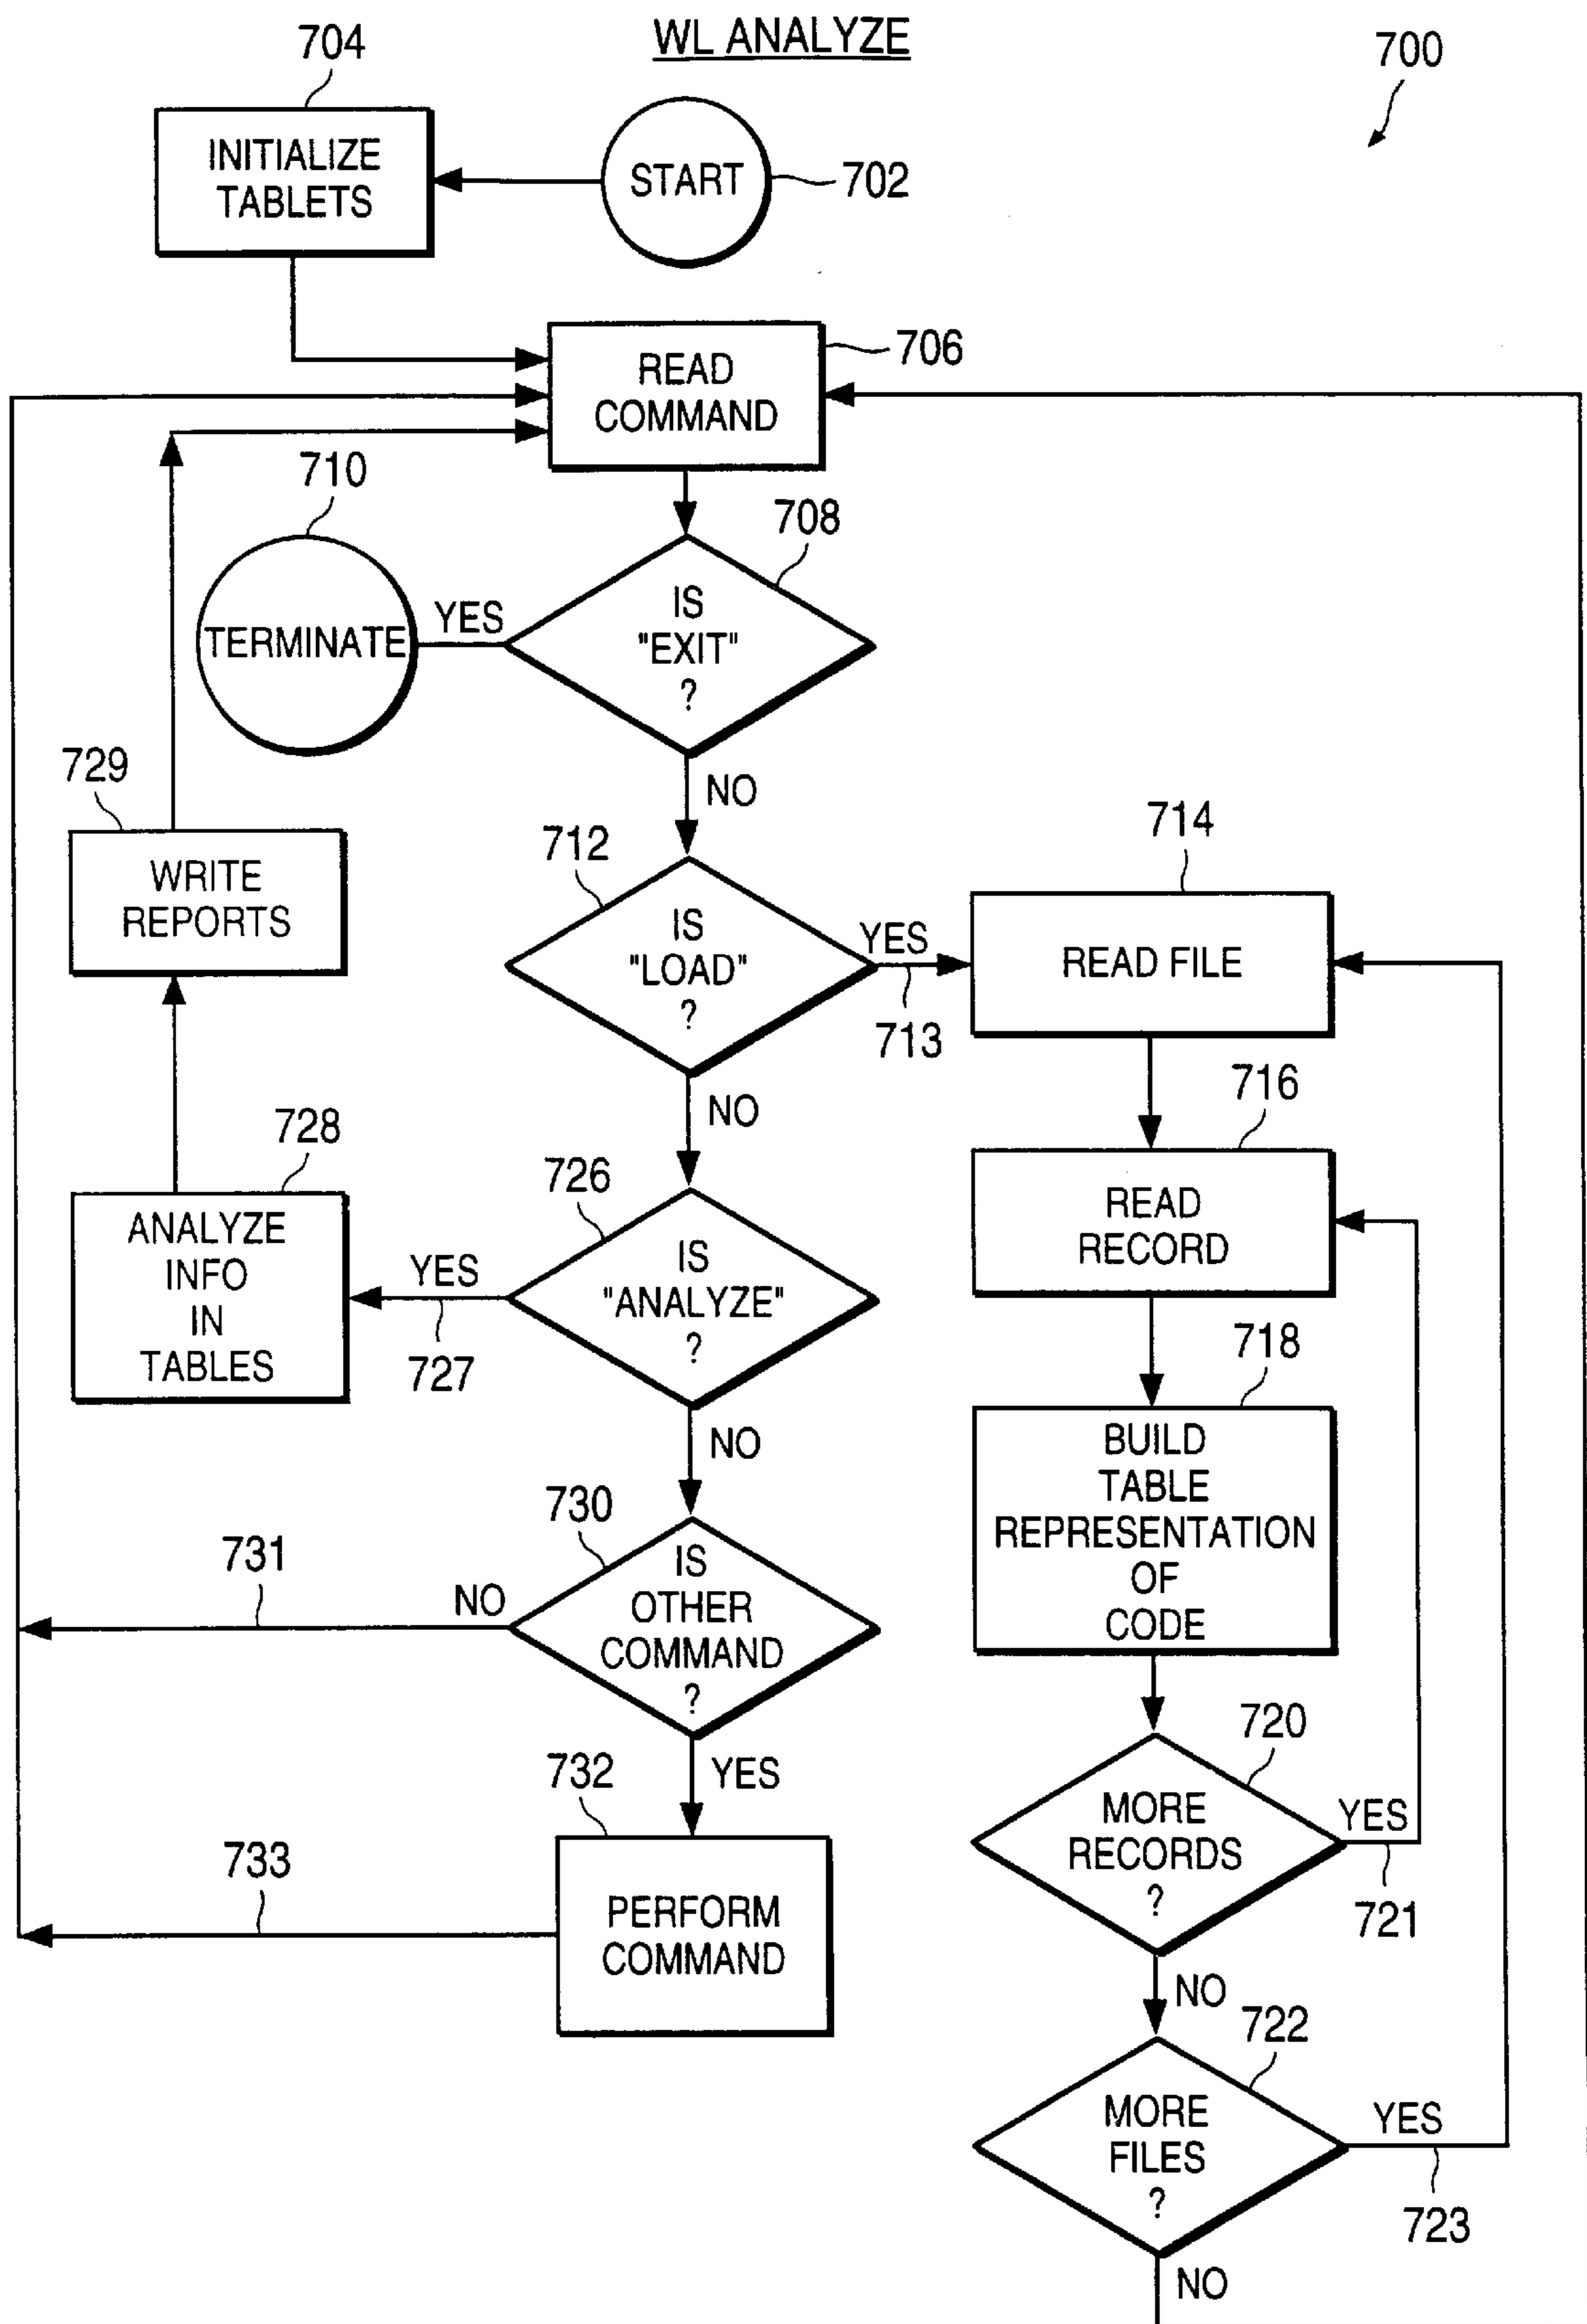 WL ANALYZE
700
704
INITIALIZE
TABLETS
START
702
READ
COMMAND
706
710
TERMINATE
YES
708
IS
"EXIT"
?
NO
729
WRITE
REPORTS
712
IS
"LOAD"
?
YES
713
714
READ FILE
NO
716
READ
RECORD
728
ANALYZE
INFO
IN
TABLES
YES
727
726
IS
"ANALYZE"
?
NO
718
BUILD
TABLE
REPRESENTATION
OF
CODE
730
IS
OTHER
COMMAND
?
NO
731
YES
720
MORE
RECORDS
?
YES
721
732
PERFORM
COMMAND
733
NO
722
MORE
FILES
?
YES
723
NO